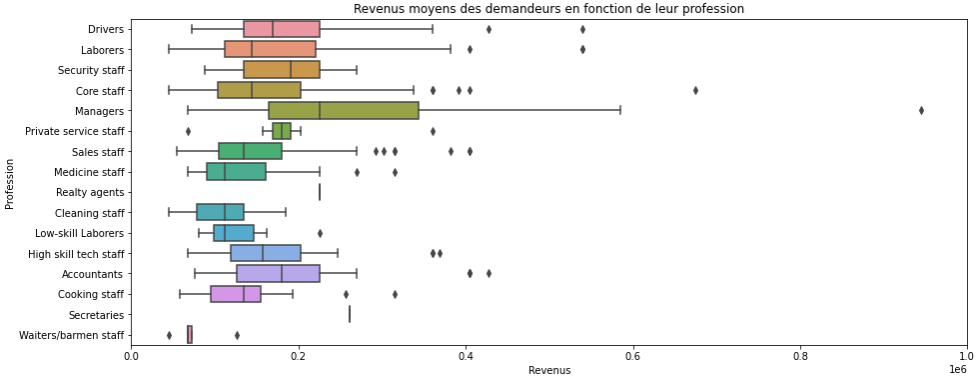 Revenus moyens des demandeurs en fonction de leur profession
Profession
Drivers
Laborers
Security staff
Core staff
Managers
Private service staff
Sales staff
Medicine staff
Realty agents
Cleaning staff
Low-skill Laborers
High skill tech staff
Accountants
Cooking staff
Secretaries
Waiters/barmen staff
0.0 0.2 0.4 0.6 0.8 1.0
Revenus
1e6